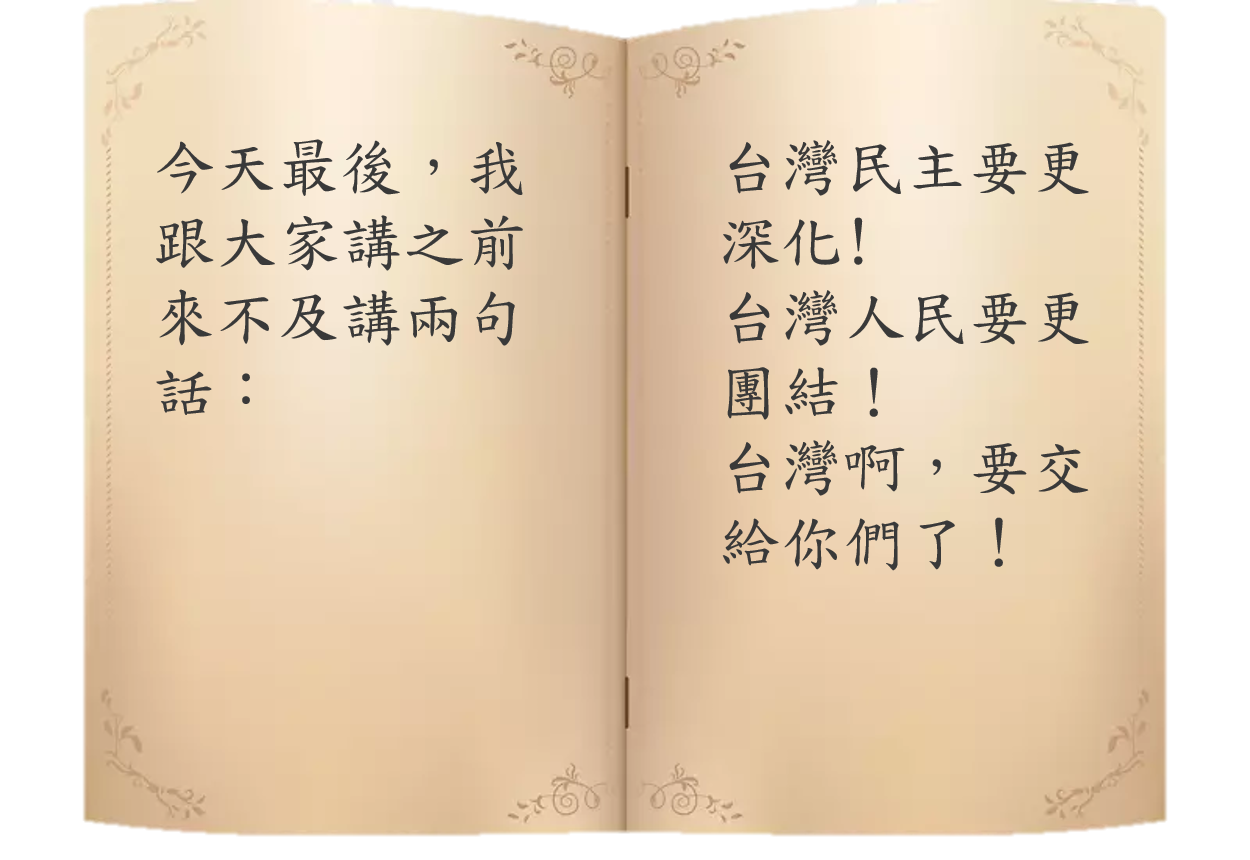 今天最後，我
跟大家講之前
來不及講兩句
話：
台灣民主要更
深化！
台灣人民要更
團結！
台灣啊，要交
給你們了！